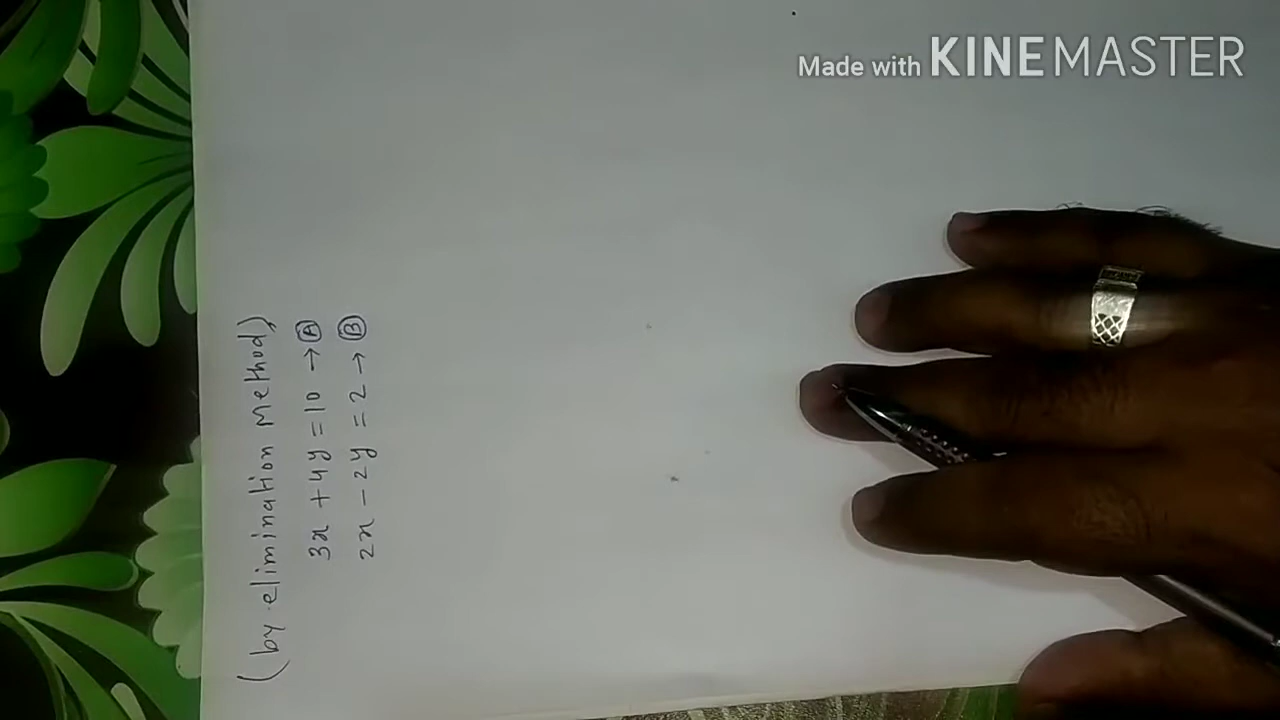 Made with KINEMASTER
(by elimination Method)
3x + 4y = 10 → Ⓐ
2x - 2y = 2 → Ⓑ